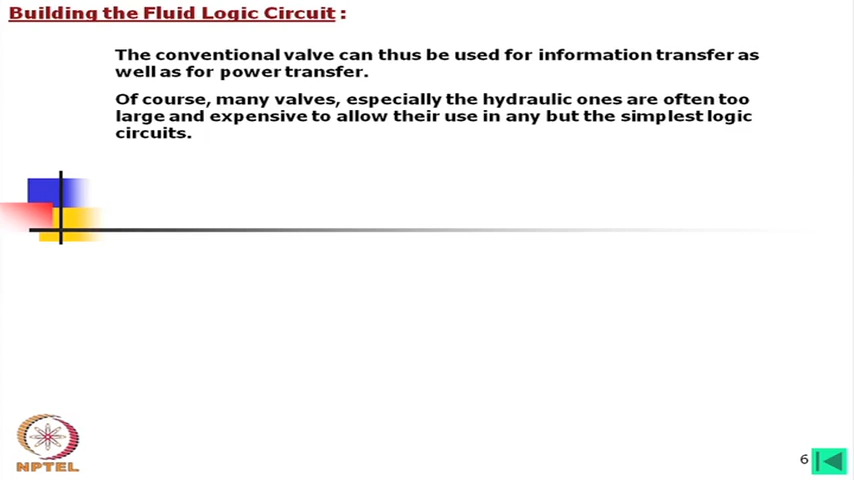 Building the Fluid Logic Circuit :
The conventional valve can thus be used for information transfer as
well as for power transfer.
Of course, many valves, especially the hydraulic ones are often too
large and expensive to allow their use in any but the simplest logic
circuits.
NPTEL
6